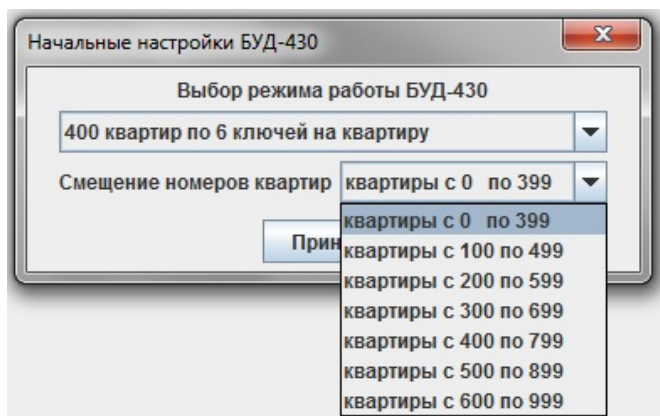 Начальные настройки БУД-430
Выбор режима работы БУД-430
400 квартир по 6 ключей на квартиру
Смещение номеров квартир квартиры с 0 по 399
квартиры с 0 по 399
квартиры с 100 по 499
квартиры с 200 по 599
квартиры с 300 по 699
квартиры с 400 по 799
квартиры с 500 по 899
квартиры с 600 по 999